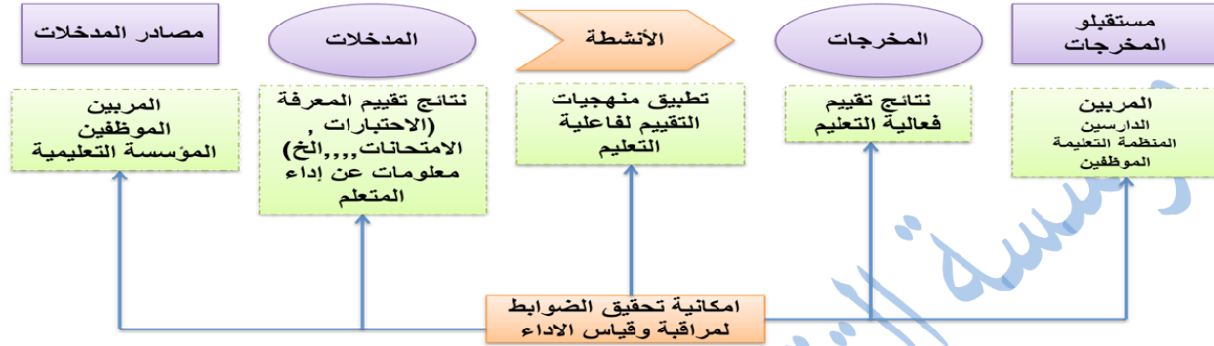 مصادر المدخلات
المدخلات
الأنشطة
المخرجات
مستقبلو
المخرجات
المربين
الموظفين
المؤسسة التعليمية
نتائج تقييم المعرفة
(الاختبارات ,
الامتحانات,,,,الخ)
معلومات عن إداء
المتعلم
تطبيق منهجيات
التقييم لفاعلية
التعليم
نتائج تقييم
فعالية التعليم
المربين
الدارسين
المنظمة التعليمة
الموظفين
امكانية تحقيق الضوابط
لمراقبة وقياس الاداء